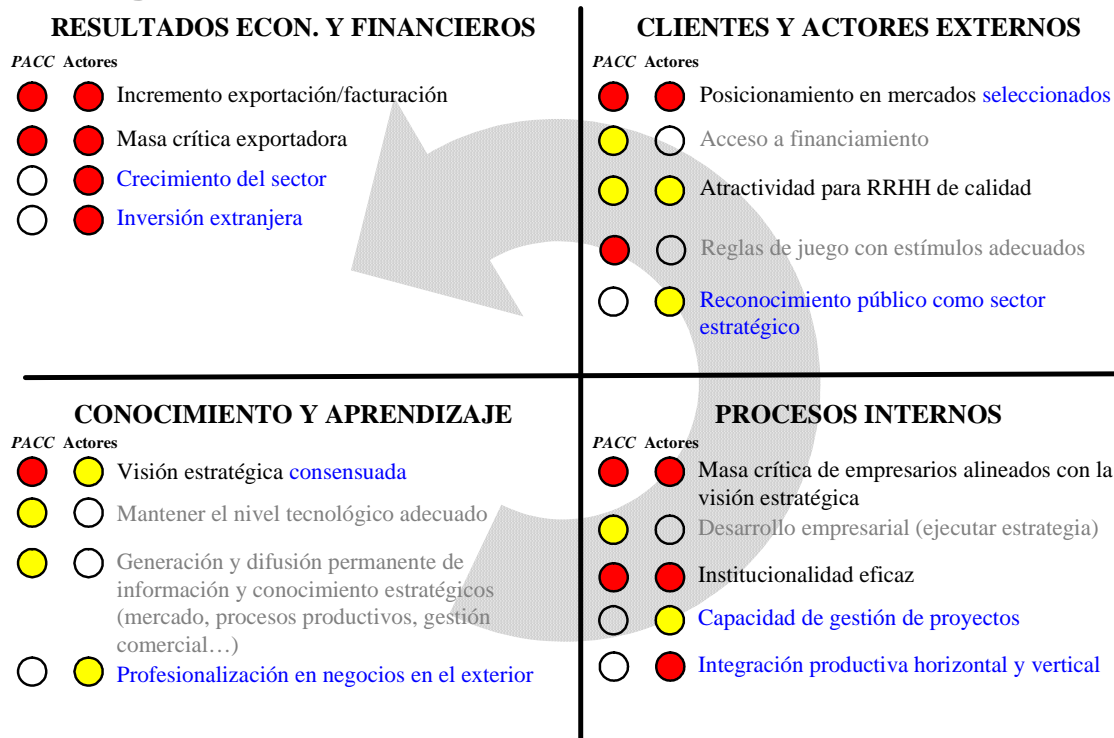 RESULTADOS ECON. Y FINANCIEROS
PACC Actores
Incremento exportación/facturación
Masa crítica exportadora
Crecimiento del sector
Inversión extranjera
CLIENTES Y ACTORES EXTERNOS
PACC Actores
Posicionamiento en mercados seleccionados
Acceso a financiamiento
Atractividad para RRHH de calidad
Reglas de juego con estímulos adecuados
Reconocimiento público como sector
estratégico
CONOCIMIENTO Y APRENDIZAJE
PACC Actores
Visión estratégica consensuada
Mantener el nivel tecnológico adecuado
Generación y difusión permanente de
información y conocimiento estratégicos
(mercado, procesos productivos, gestión
comercial…)
Profesionalización en negocios en el exterior
PROCESOS INTERNOS
PACC Actores
Masa crítica de empresarios alineados con la
visión estratégica
Desarrollo empresarial (ejecutar estrategia)
Institucionalidad eficaz
Capacidad de gestión de proyectos
Integración productiva horizontal y vertical